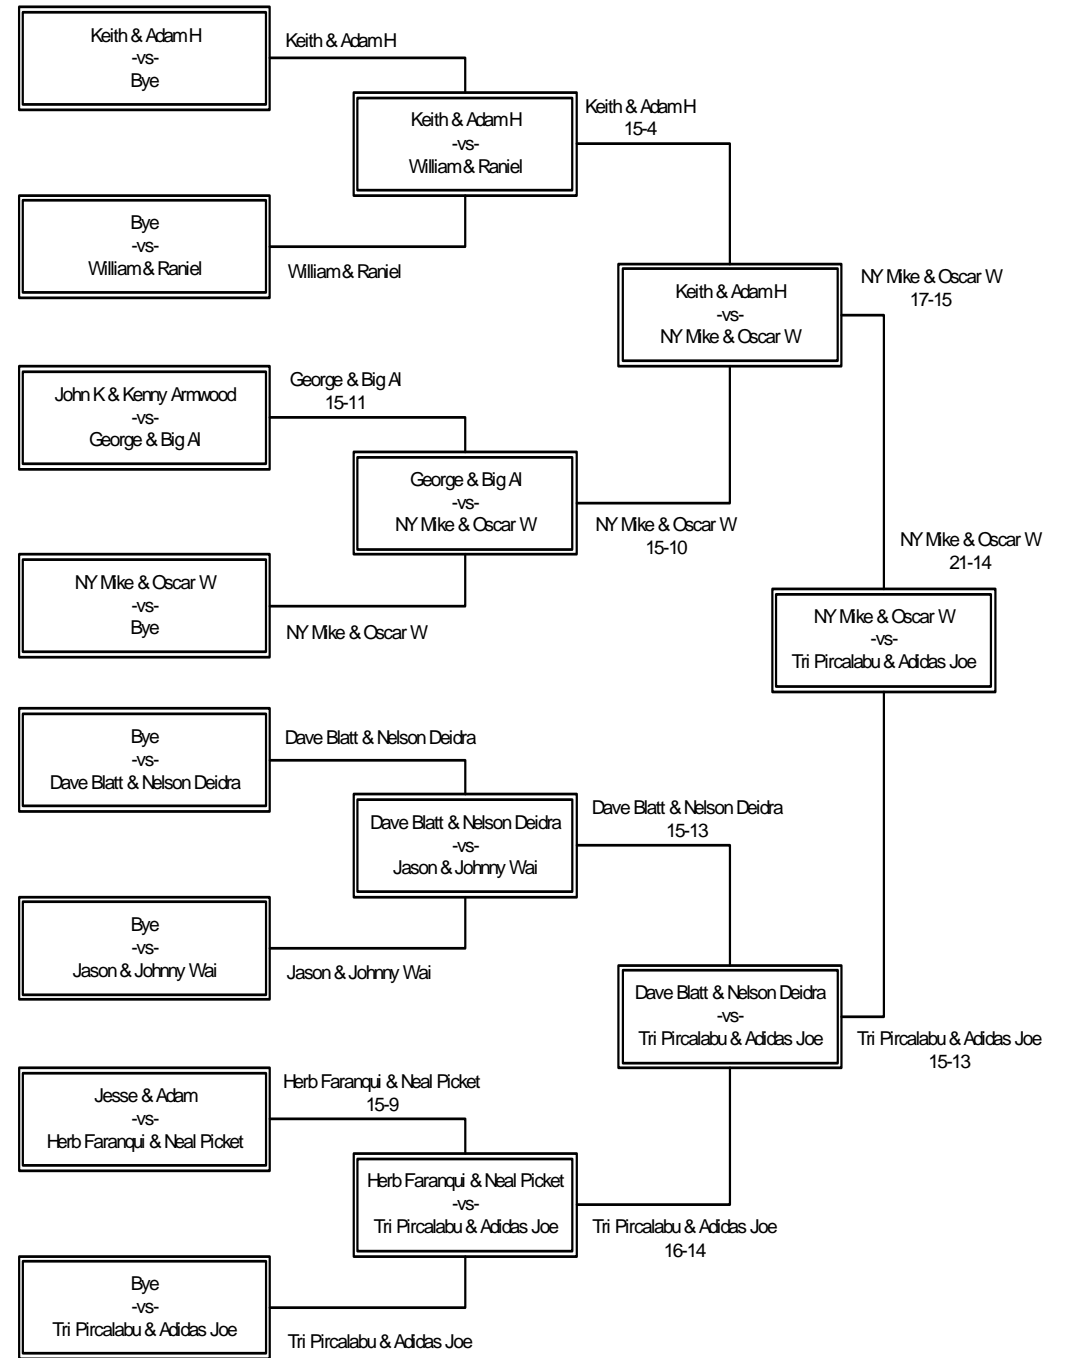 Keith & Adam H
-vs-
Bye
Keith & Adam H
Keith & Adam H
-vs-
William & Raniel
Keith & Adam H
15-4
Bye
-vs-
William & Raniel
William & Raniel
Keith & Adam H
-vs-
NY Mike & Oscar W
NY Mike & Oscar W
17-15
John K & Kenny Armwood
-vs-
George & Big Al
George & Big Al
15-11
George & Big Al
-vs-
NY Mike & Oscar W
NY Mike & Oscar W
15-10
NY Mike & Oscar W
-vs-
Bye
NY Mike & Oscar W
NY Mike & Oscar W
21-14
NY Mike & Oscar W
-vs-
Tri Pircalabu & Adidas Joe
Bye
-vs-
Dave Blatt & Nelson Deidra
Dave Blatt & Nelson Deidra
Dave Blatt & Nelson Deidra
-vs-
Jason & Johnny Wai
Dave Blatt & Nelson Deidra
15-13
Bye
-vs-
Jason & Johnny Wai
Jason & Johnny Wai
Dave Blatt & Nelson Deidra
-vs-
Tri Pircalabu & Adidas Joe
Tri Pircalabu & Adidas Joe
15-13
Jesse & Adam
-vs-
Herb Faranqui & Neal Picket
Herb Faranqui & Neal Picket
15-9
Herb Faranqui & Neal Picket
-vs-
Tri Pircalabu & Adidas Joe
Tri Pircalabu & Adidas Joe
16-14
Bye
-vs-
Tri Pircalabu & Adidas Joe
Tri Pircalabu & Adidas Joe